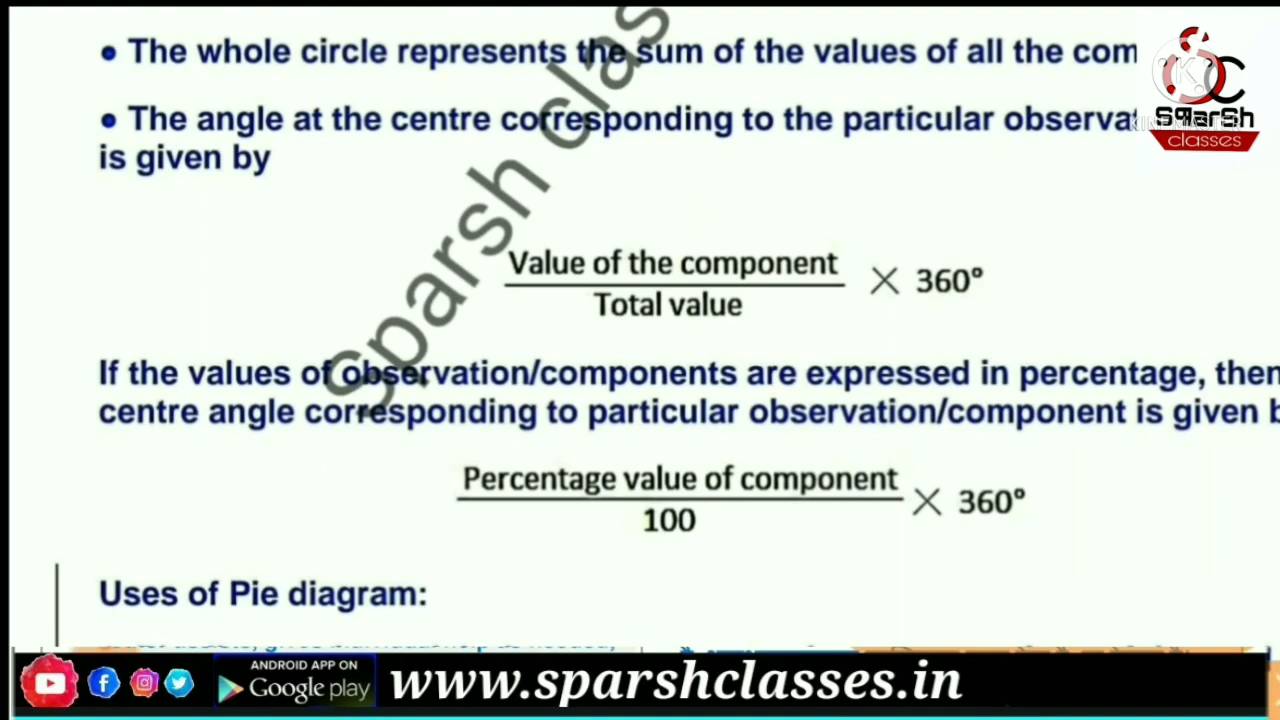 • The whole circle represents the sum of the values of all the com
• The angle at the centre corresponding to the particular observa
is given by
Value of the component
Total value
× 360°
If the values of observation/components are expressed in percentage, then
centre angle corresponding to particular observation/component is given b
Percentage value of component
100
× 360°
Uses of Pie diagram:
Sparsh clas
SC
Sparsh
classes
KINEMASTER
ANDROID APP ON
Google play
www.sparshclasses.in